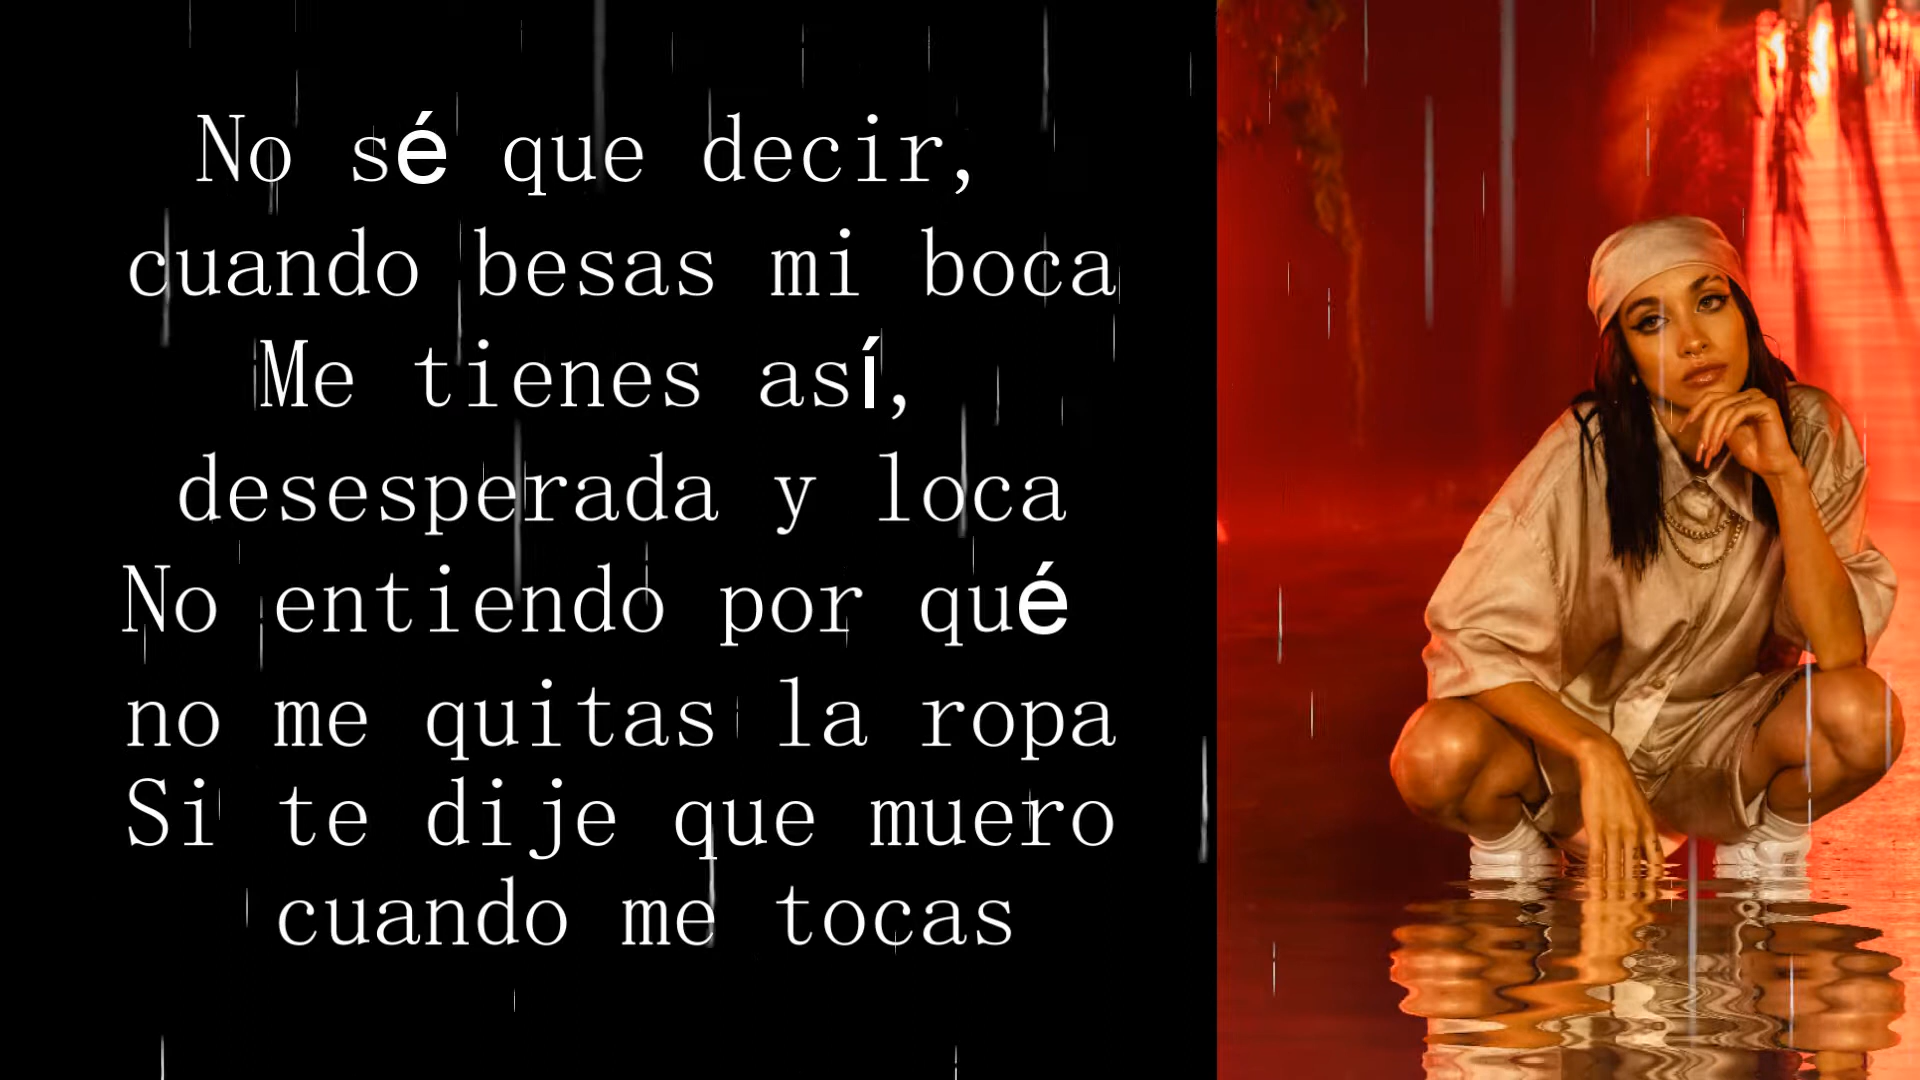 No sé que decir,
cuando besas mi boca
Me tienes así,
desesperada y loca
No entiendo por qué
no me quitas la ropa
Si te dije que muero
cuando me tocas